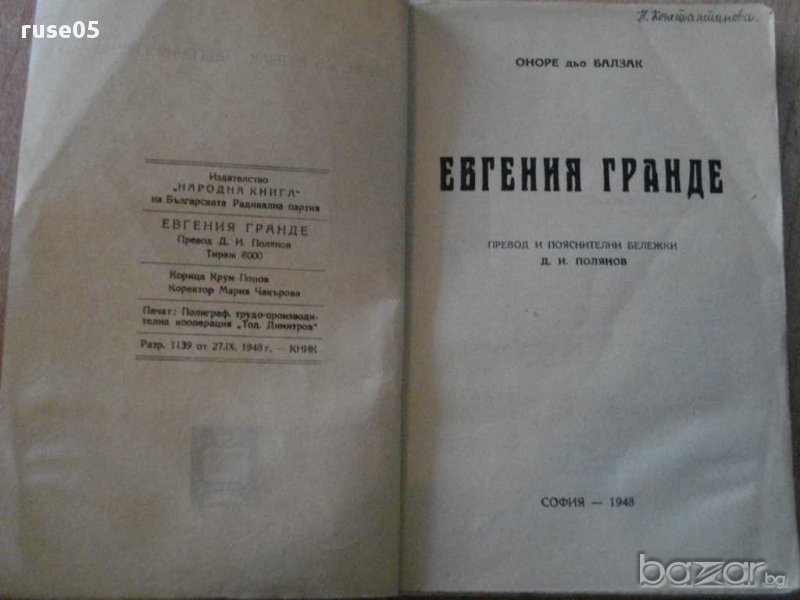 ruse05
Издателство
„НАРОДНА КНИГА“
на Българската Радикална партия
ЕВГЕНИЯ ГРАНДЕ
Превод Д. И. Полянов
Тираж 8000
Корица Крум Попов
Коректор Мария Чакърова
Печат: Полиграф. трудо-производи-
телна кооперация „Тод. Димитров“
Разр. 1139 от 27.IX. 1948 г. — КНИК
Н. Константинова.
ОНОРЕ дьо БАЛЗАК
ЕВГЕНИЯ ГРАНДЕ
ПРЕВОД И ПОЯСНИТЕЛНИ БЕЛЕЖКИ
Д. И. ПОЛЯНОВ
СОФИЯ — 1948
bazar.bg